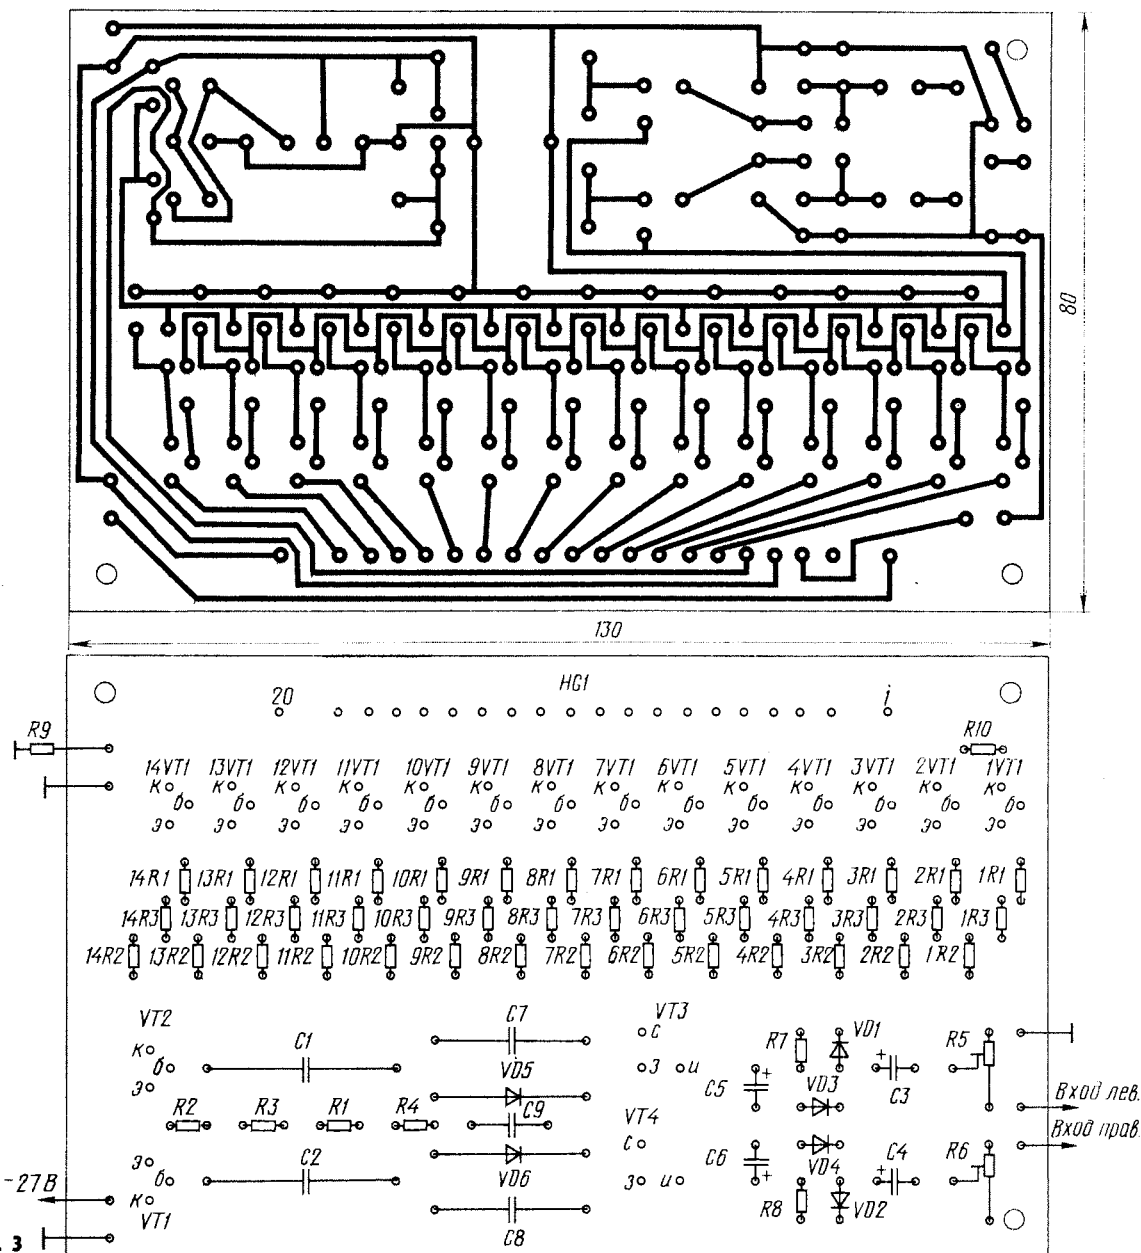 80
130
HG1
20
1
R9
R10
14VT1 13VT1 12VT1 11VT1 10VT1 9VT1 8VT1 7VT1 6VT1 5VT1 4VT1 3VT1 2VT1 1VT1
К К К К К К К К К К К К К К
б б б б б б б б б б б б б б
Э Э Э Э Э Э Э Э Э Э Э Э Э Э
14R1 13R1 12R1 11R1 10R1 9R1 8R1 7R1 6R1 5R1 4R1 3R1 2R1 1R1
14R3 13R3 12R3 11R3 10R3 9R3 8R3 7R3 6R3 5R3 4R3 3R3 2R3 1R3
14R2 13R2 12R2 11R2 10R2 9R2 8R2 7R2 6R2 5R2 4R2 3R2 2R2 1R2
VT2 C1 C7 VT3
С
R7 VD1 R5
К б
Э
VD5
З и
C5 + VD3 + C3
R2 R3 R1 R4 C9 VT4
Вход лев.
Вход прав.
С
Э б
К
C2 VD6
З и
C6 + VD4 + C4 R6
-27В
VT1
C8
R8 VD2
. 3